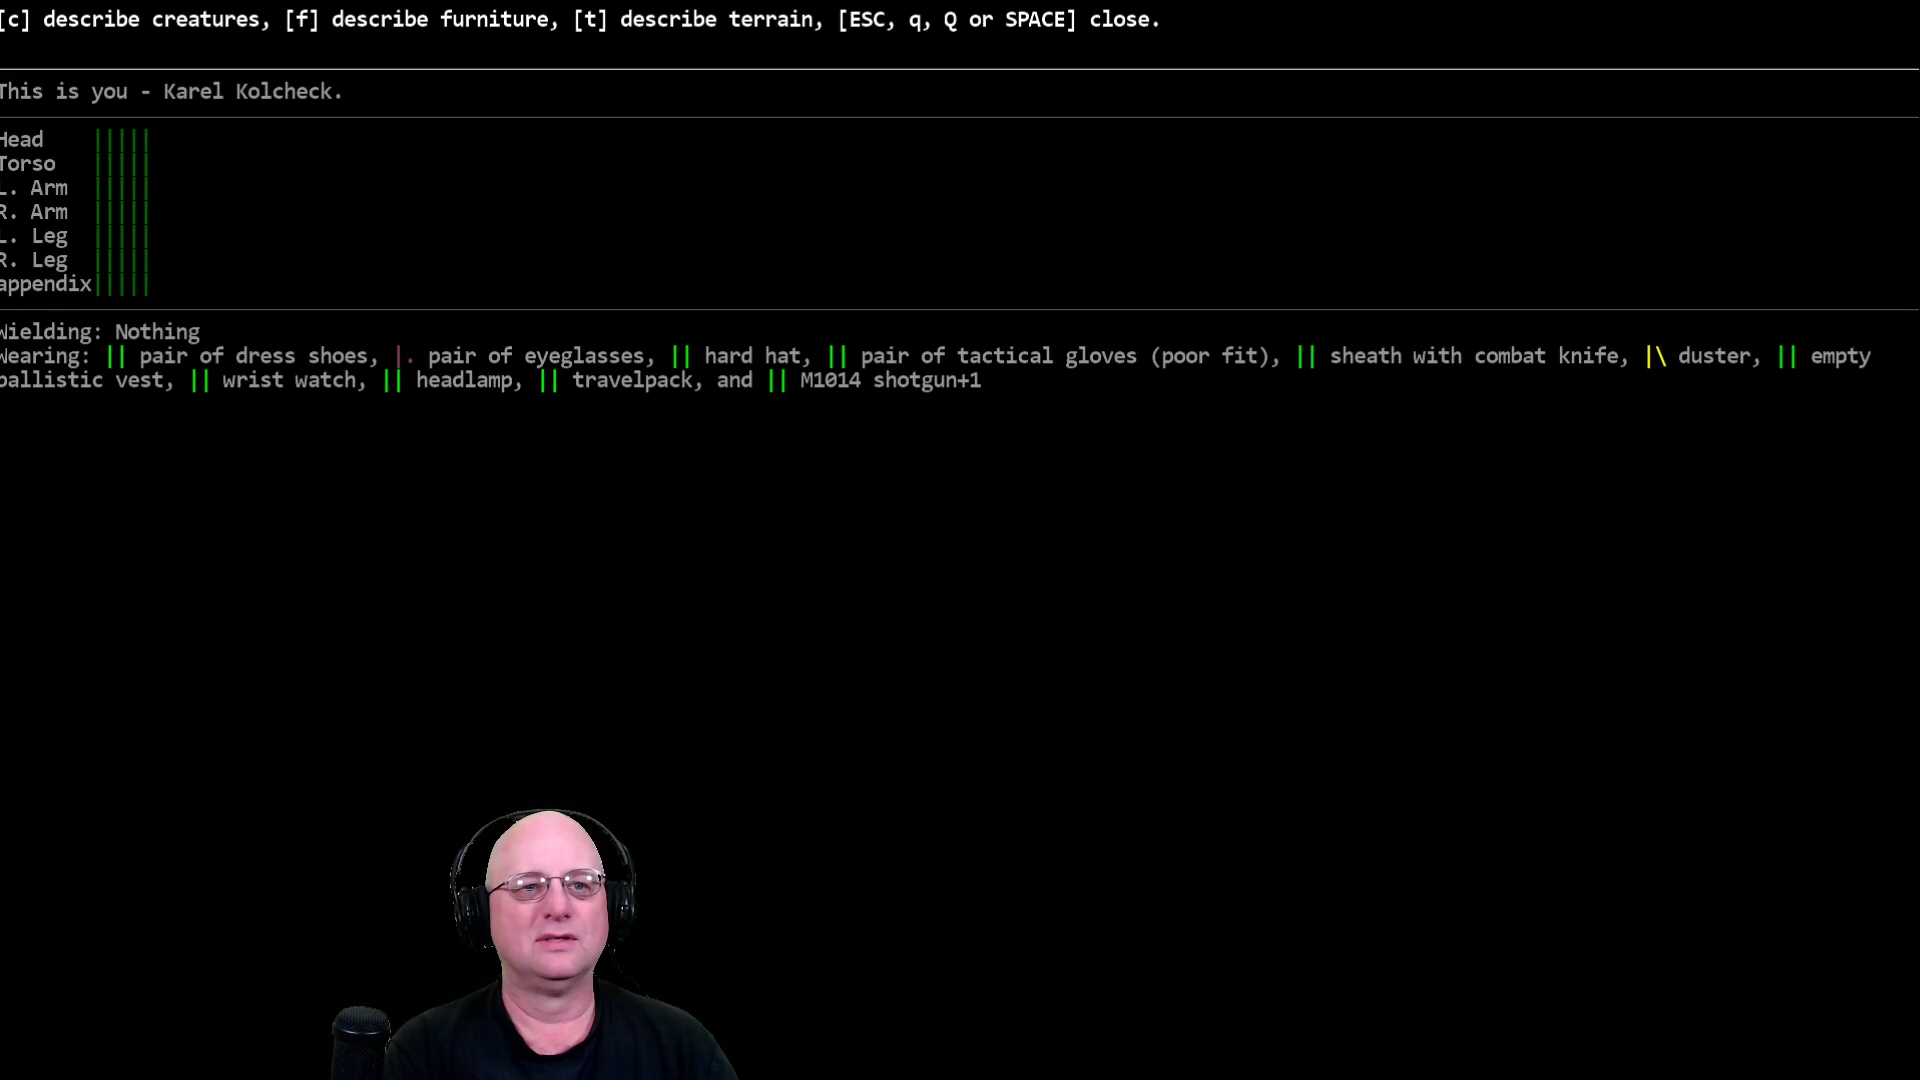 [c] describe creatures, [f] describe furniture, [t] describe terrain, [ESC, q, Q or SPACE] close.
This is you - Karel Kolcheck.
Head |||||
Torso |||||
L. Arm |||||
R. Arm |||||
L. Leg |||||
R. Leg |||||
appendix|||||
Wielding: Nothing
Wearing: || pair of dress shoes, |. pair of eyeglasses, || hard hat, || pair of tactical gloves (poor fit), || sheath with combat knife, |\ duster, || empty
ballistic vest, || wrist watch, || headlamp, || travelpack, and || M1014 shotgun+1